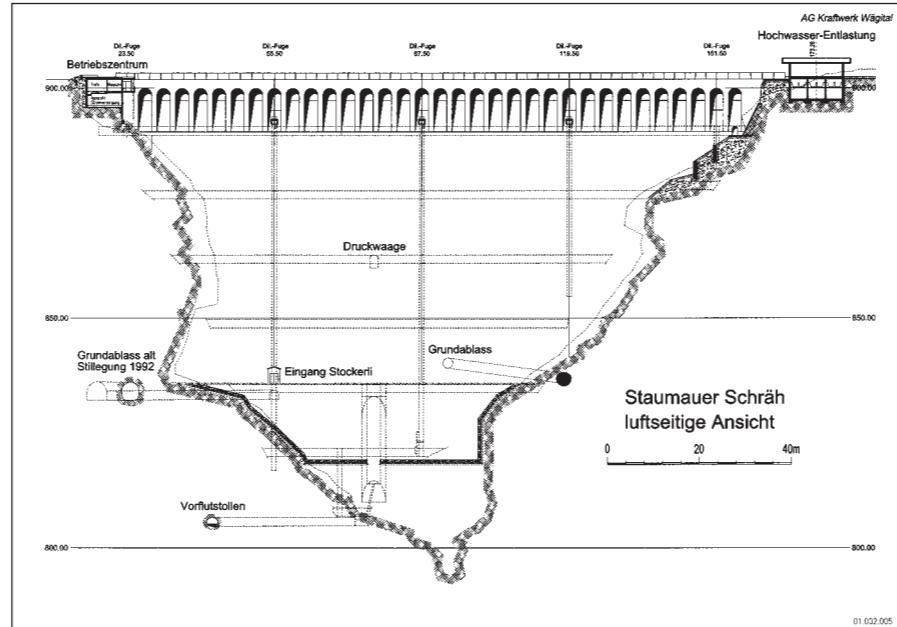 AG Kraftwerk Wägital
Hochwasser-Entlastung
Dil.-Fuge
23.50
Dil.-Fuge
55.50
Dil.-Fuge
87.50
Dil.-Fuge
119.50
Dil.-Fuge
151.50
Betriebszentrum
900.00
900.00
Druckwaage
850.00
850.00
Grundablass alt
Stillegung 1992
Eingang Stockerli
Grundablass
Staumauer Schräh
luftseitige Ansicht
0
20
40m
Vorflutstollen
800.00
800.00
01.032.005